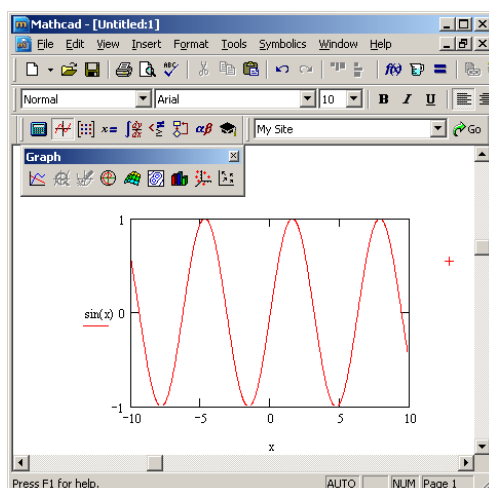 Mathcad - [Untitled:1]
File Edit View Insert Format Tools Symbolics Window Help
Normal Arial 10 B I U
x= αβ My Site Go
Graph
1
sin(x) 0
-1
-10 -5 0 5 10
x
Press F1 for help. AUTO NUM Page 1